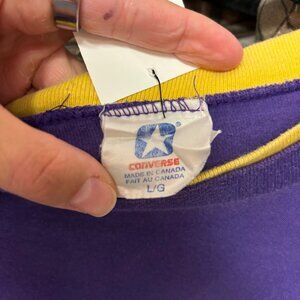 CONVERSE
MADE IN CANADA
FAIT AU CANADA
L/G